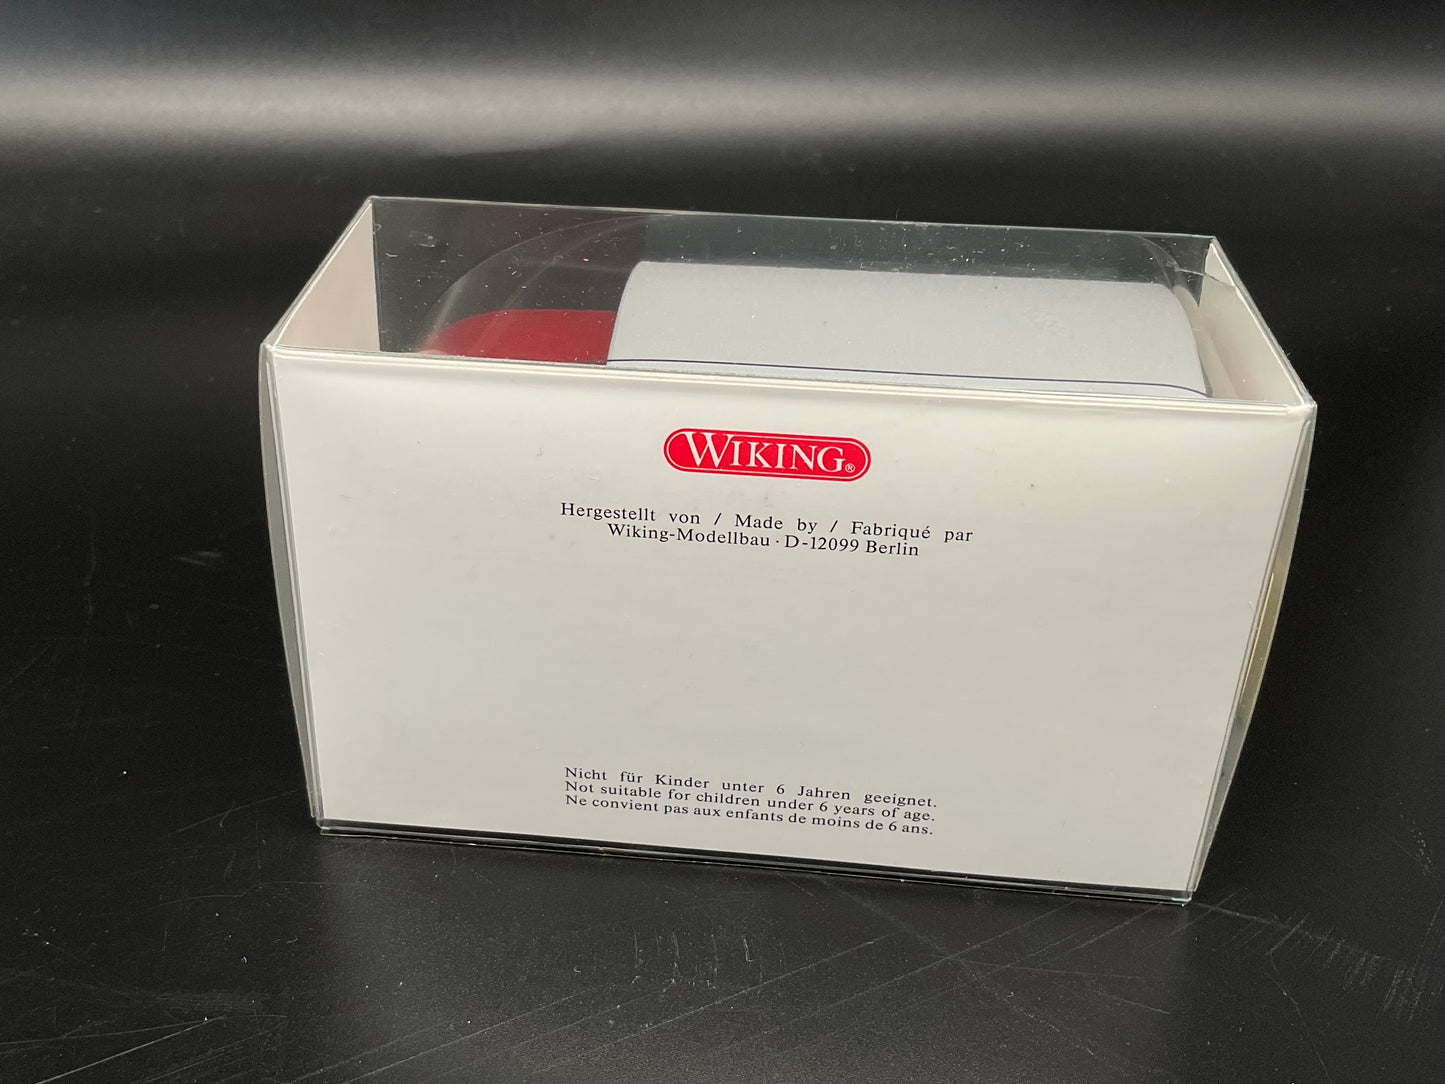 WIKING®
Hergestellt von / Made by / Fabriqué par
Wiking-Modellbau · D-12099 Berlin
Nicht für Kinder unter 6 Jahren geeignet.
Not suitable for children under 6 years of age.
Ne convient pas aux enfants de moins de 6 ans.